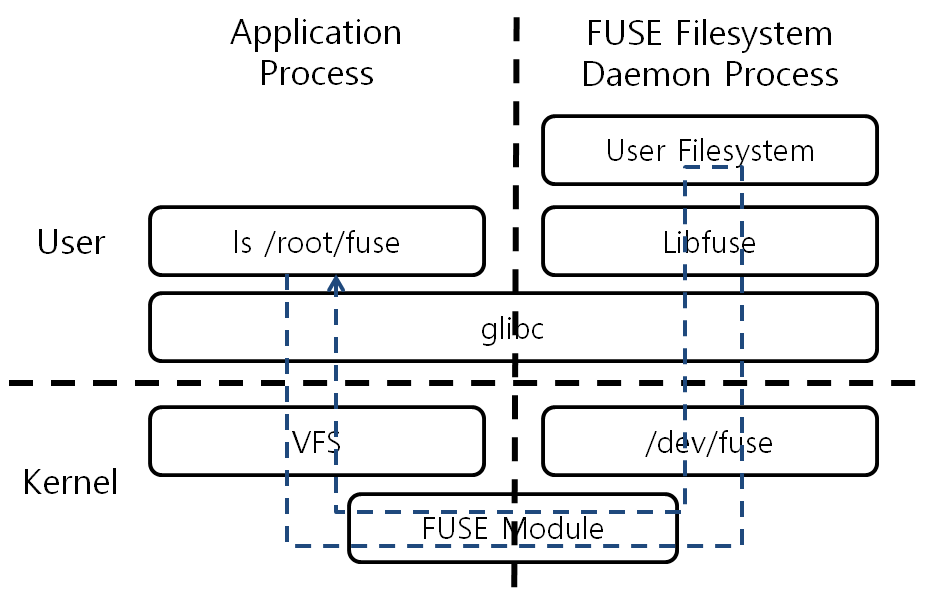 Application
Process
FUSE Filesystem
Daemon Process
User Filesystem
User
ls /root/fuse
Libfuse
glibc
VFS
/dev/fuse
Kernel
FUSE Module